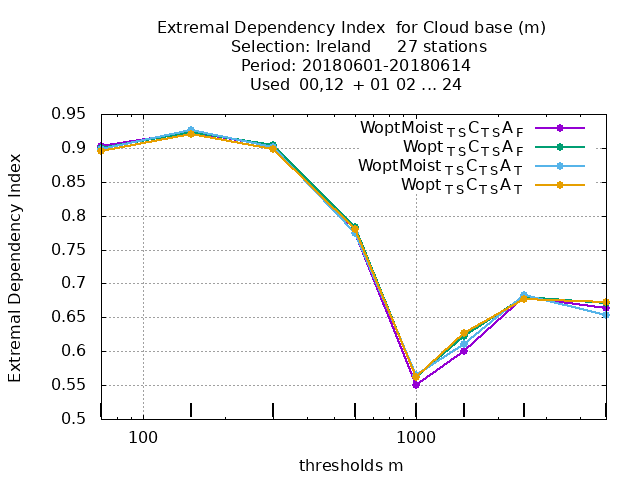 Extremal Dependency Index  for Cloud base (m)
Selection: Ireland     27 stations
Period: 20180601-20180614
Used  00,12  + 01 02 ... 24
Extremal Dependency Index
0.95
0.9
0.85
0.8
0.75
0.7
0.65
0.6
0.55
0.5
WoptMoist TS C TS A F
Wopt TS C TS A F
WoptMoist TS C TS A T
Wopt TS C TS A T
100
1000
thresholds m